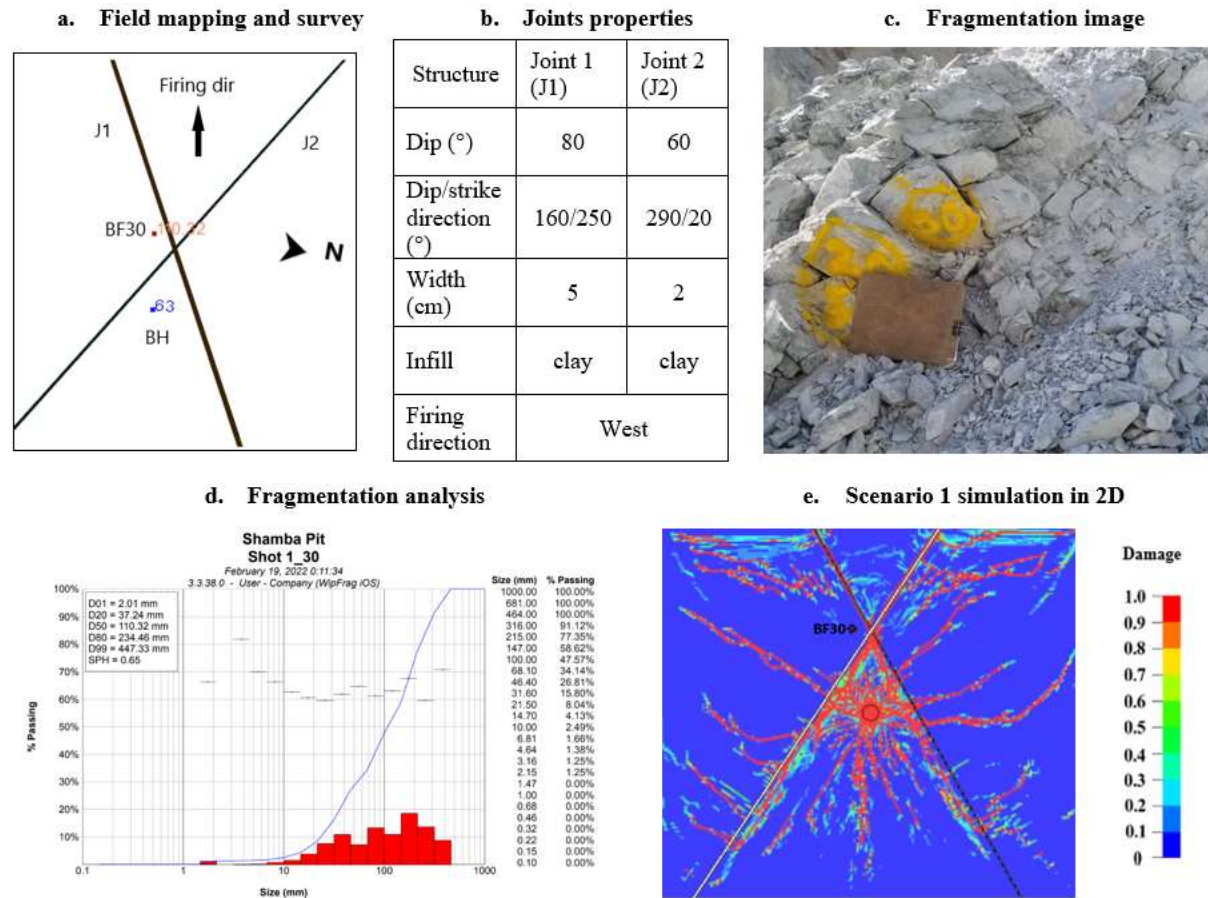 a. Field mapping and survey
Firing dir
J1
J2
BF30
110.32
N
63
BH
b. Joints properties
Structure
Joint 1
(J1)
Joint 2
(J2)
Dip (°)
80
60
Dip/strike
direction
(°)
160/250
290/20
Width
(cm)
5
2
Infill
clay
clay
Firing
direction
West
c. Fragmentation image
d. Fragmentation analysis
Shamba Pit
Shot 1_30
February 19, 2022 0:11:34
3.3.38.0 - User - Company (WipFrag iOS)
D01 = 2.01 mm
D20 = 37.24 mm
D50 = 110.32 mm
D80 = 234.46 mm
D99 = 447.33 mm
SPH = 0.65
% Passing
100%
90%
80%
70%
60%
50%
40%
30%
20%
10%
0.1
1
10
100
1000
Size (mm)
Size (mm) % Passing
1000.00 100.00%
681.00 100.00%
464.00 100.00%
316.00 91.12%
215.00 77.35%
147.00 58.62%
100.00 47.57%
68.10 34.14%
46.40 26.81%
31.60 15.80%
21.50 8.04%
14.70 4.13%
10.00 2.49%
6.81 1.66%
4.64 1.38%
3.16 1.25%
2.15 1.25%
1.47 0.00%
1.00 0.00%
0.68 0.00%
0.46 0.00%
0.32 0.00%
0.22 0.00%
0.15 0.00%
0.10 0.00%
e. Scenario 1 simulation in 2D
BF30
Damage
1.0
0.9
0.8
0.7
0.6
0.5
0.4
0.3
0.2
0.1
0